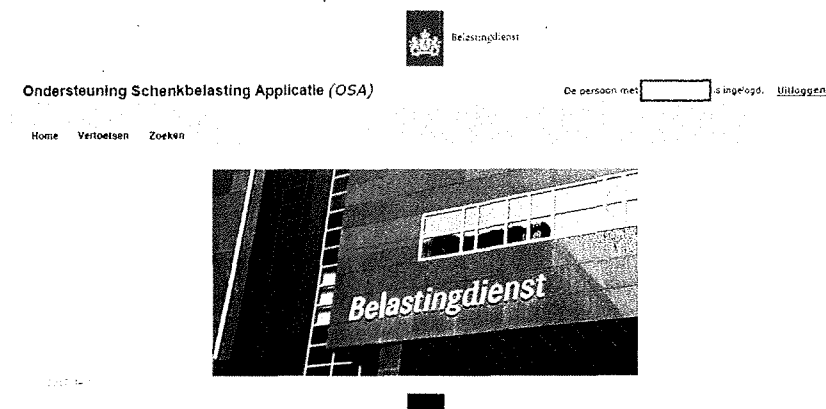 Belastingdienst
Ondersteuning Schenkbelasting Applicatie (OSA)
De persoon met is ingelogd. Uitloggen
Home Vertoetsen Zoeken
Belastingdienst